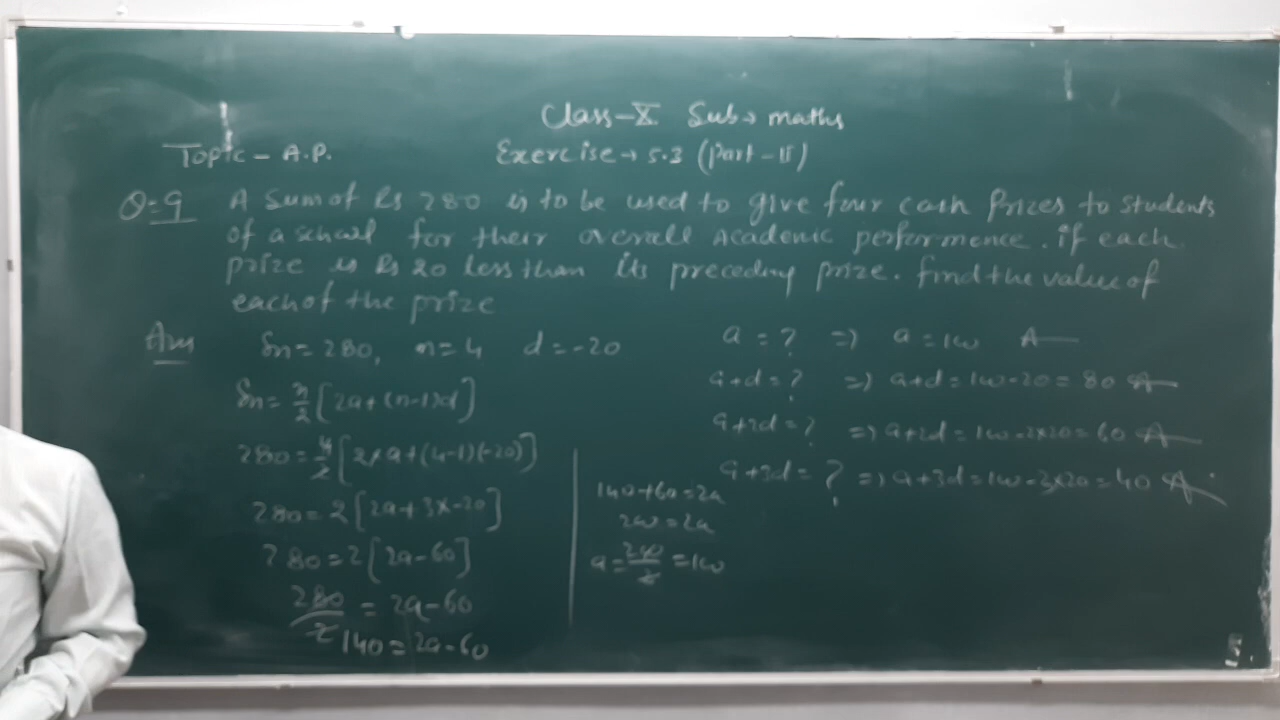 Class-X Sub→ maths
Topic - A.P.
Exercise → 5.3 (Part-II)
Q=9 A Sum of Rs 280 is to be used to give four cash Prizes to students
of a school for their overall Academic performence. if each
prize is Rs 20 less than its preceding prize. find the value of
each of the prize
Ans Sn = 280, n = 4 d = -20
Sn = n/2 [2a+(n-1)d]
280 = 4/2 [2×a+(4-1)(-20)]
280 = 2[2a+3×-20]
280 = 2[2a-60]
280/2 = 2a-60
140 = 2a-60
140+60 = 2a
200 = 2a
a = 200/2 = 100
a = ? => a = 100 A
a+d = ? => a+d = 100-20 = 80 A
a+2d = ? => a+2d = 100-2×20 = 60 A
a+3d = ? => a+3d = 100-3×20 = 40 A